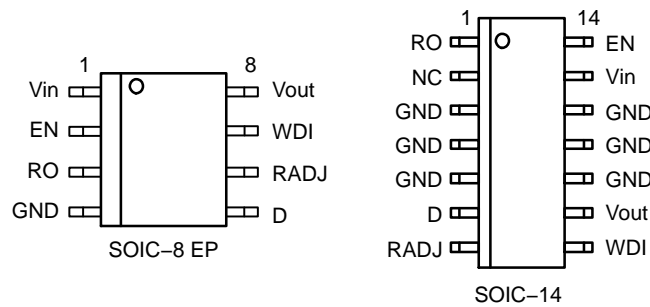 1 8
Vin Vout
EN WDI
RO RADJ
GND D
SOIC−8 EP
1 14
RO EN
NC Vin
GND GND
GND GND
GND GND
D Vout
RADJ WDI
SOIC−14